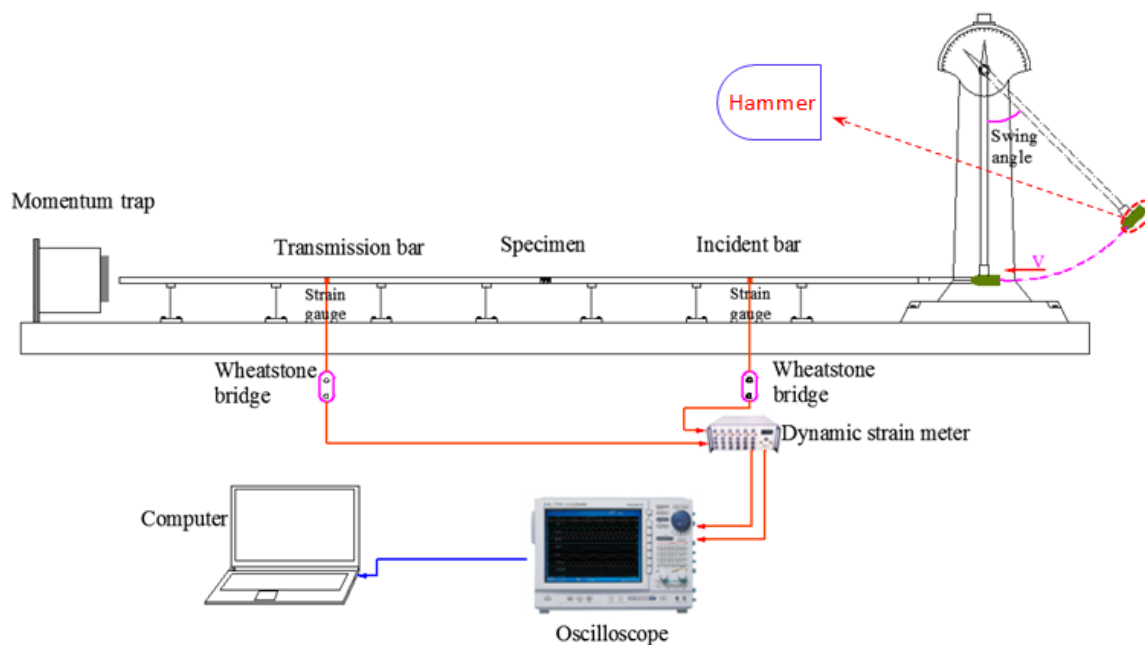 Hammer
Swing
angle
Momentum trap
Transmission bar
Specimen
Incident bar
V
Strain
gauge
Strain
gauge
Wheatstone
bridge
Wheatstone
bridge
Dynamic strain meter
Computer
Oscilloscope